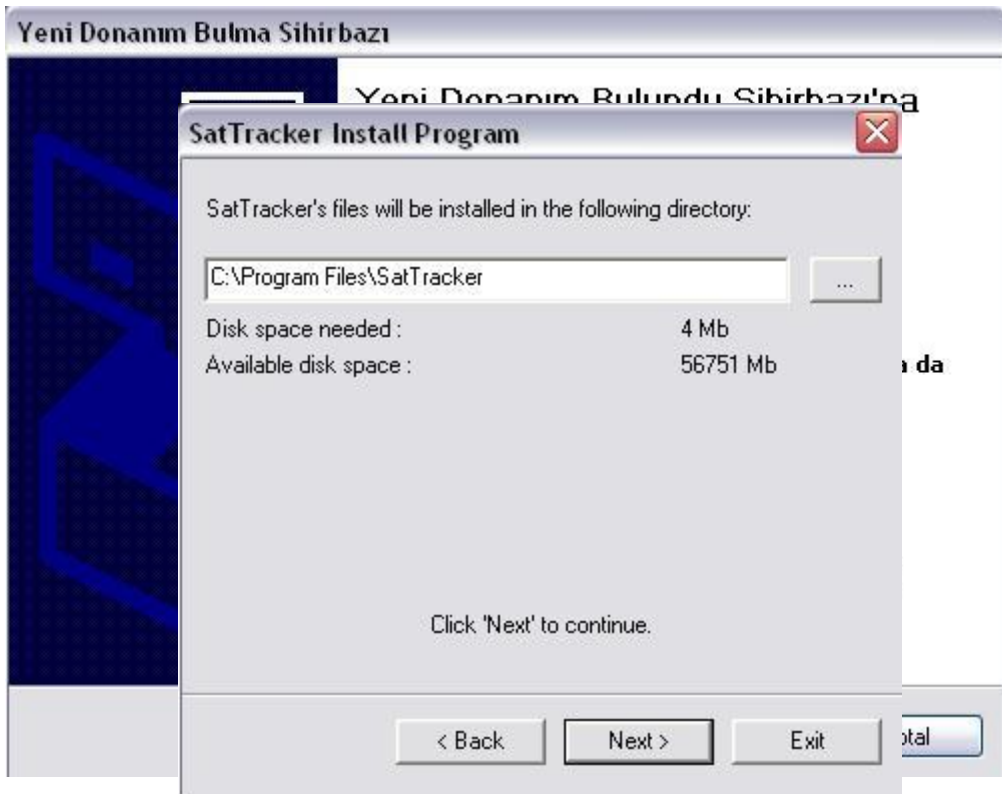 Yeni Donanım Bulma Sihirbazı
Yeni Donanım Bulundu Sihirbazı'na
SatTracker Install Program
SatTracker's files will be installed in the following directory:
C:\Program Files\SatTracker
...
Disk space needed : 4 Mb
Available disk space : 56751 Mb
da
Click 'Next' to continue.
< Back Next > Exit